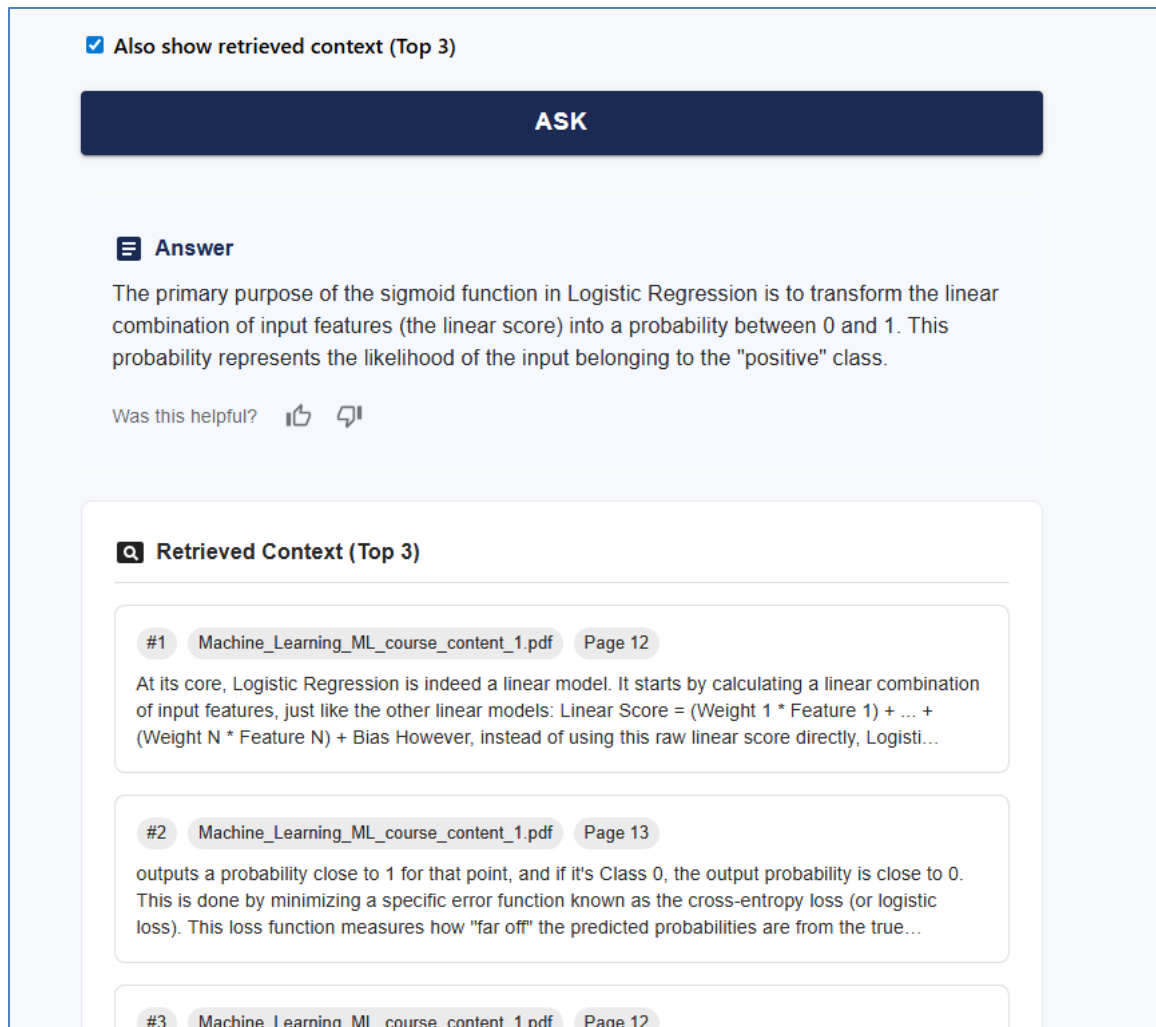 Also show retrieved context (Top 3)
ASK
Answer
The primary purpose of the sigmoid function in Logistic Regression is to transform the linear
combination of input features (the linear score) into a probability between 0 and 1. This
probability represents the likelihood of the input belonging to the "positive" class.
Was this helpful?
Retrieved Context (Top 3)
#1 Machine_Learning_ML_course_content_1.pdf Page 12
At its core, Logistic Regression is indeed a linear model. It starts by calculating a linear combination
of input features, just like the other linear models: Linear Score = (Weight 1 * Feature 1) + ... +
(Weight N * Feature N) + Bias However, instead of using this raw linear score directly, Logisti…
#2 Machine_Learning_ML_course_content_1.pdf Page 13
outputs a probability close to 1 for that point, and if it's Class 0, the output probability is close to 0.
This is done by minimizing a specific error function known as the cross-entropy loss (or logistic
loss). This loss function measures how "far off" the predicted probabilities are from the true…
#3 Machine_Learning_ML_course_content_1.pdf Page 12